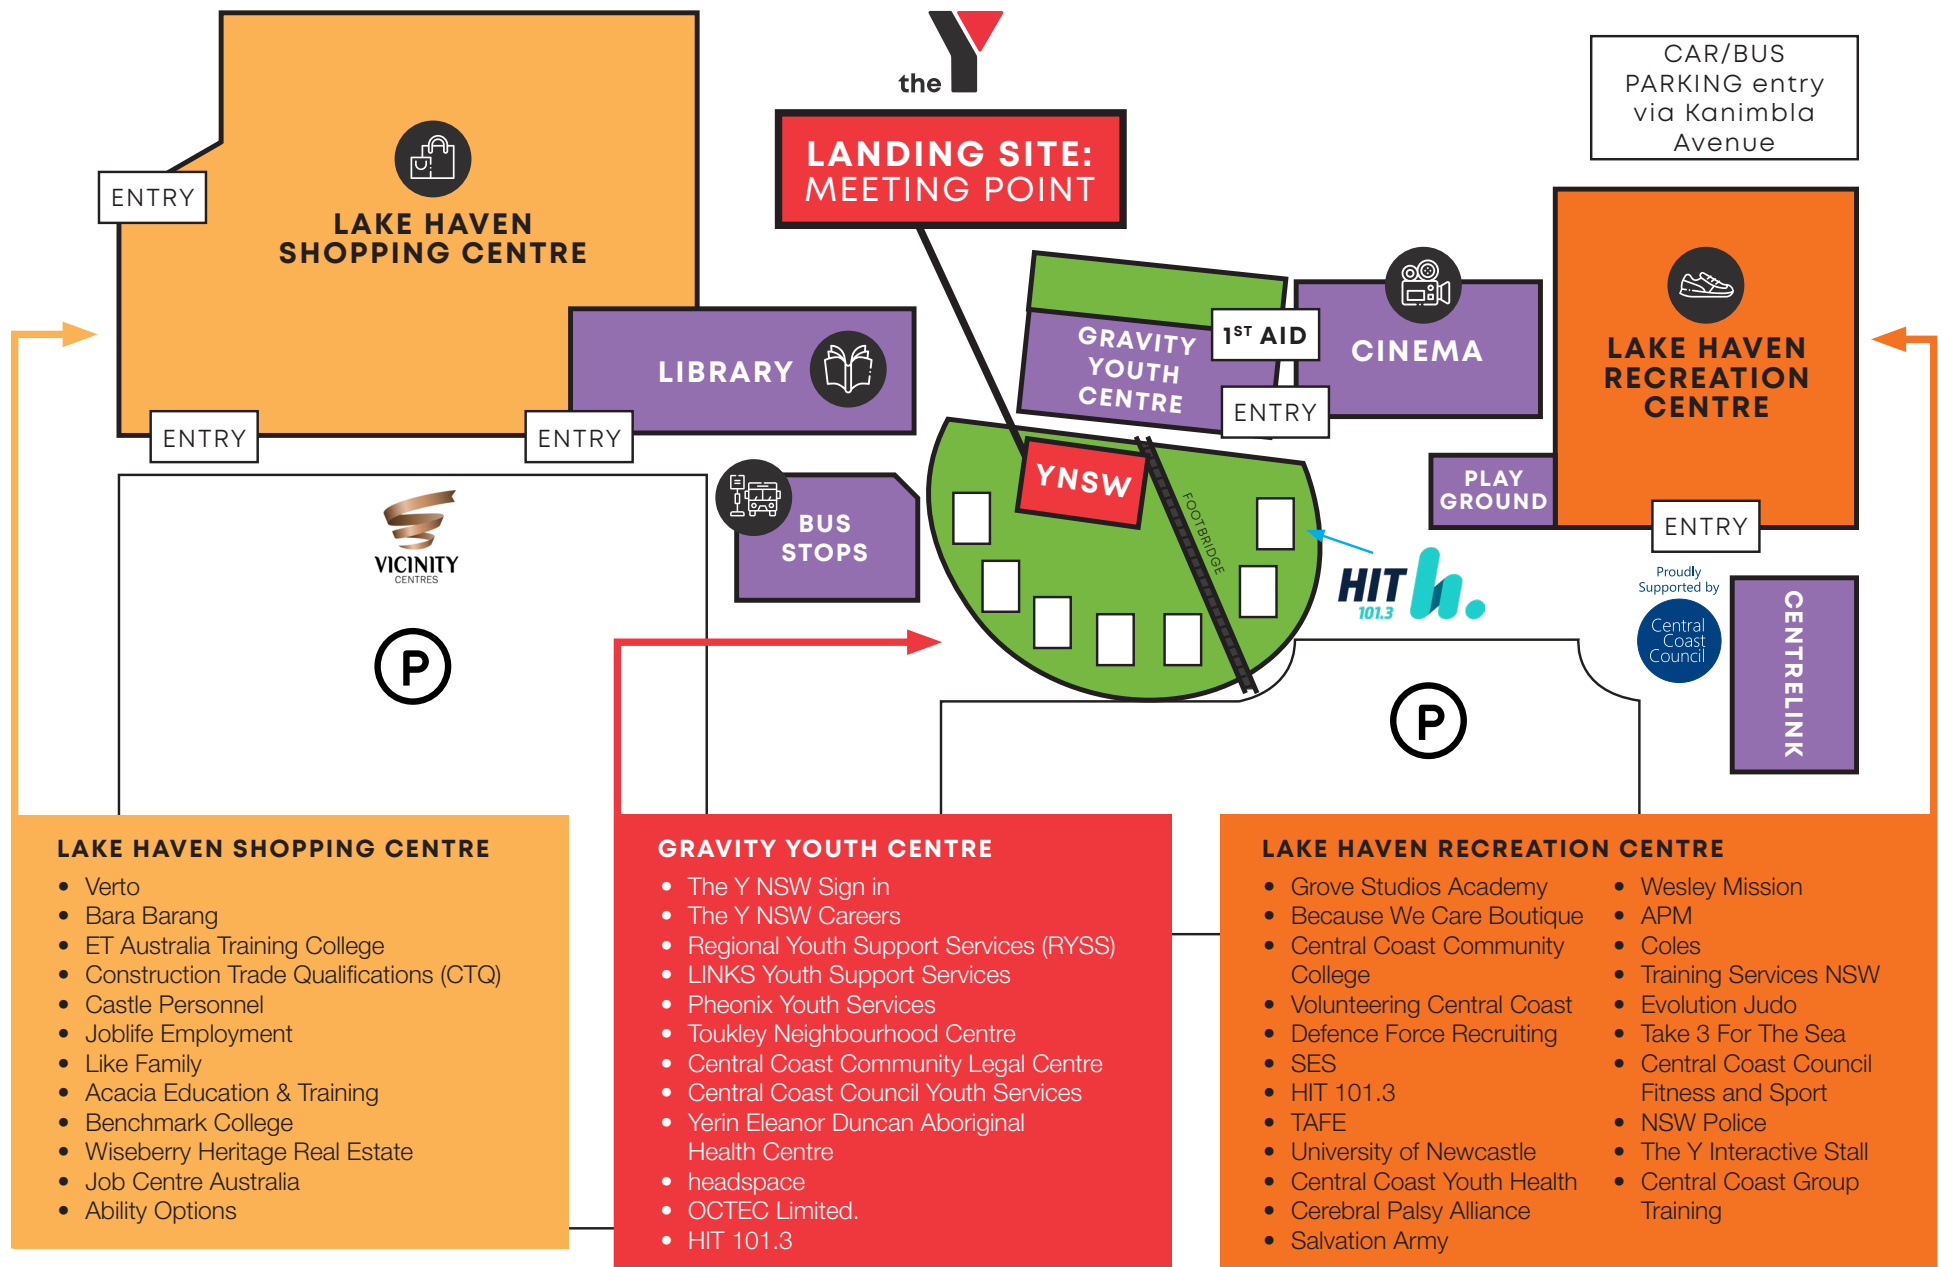 the
LANDING SITE:
MEETING POINT
CAR/BUS
PARKING entry
via Kanimbla
Avenue
ENTRY
LAKE HAVEN
SHOPPING CENTRE
LIBRARY
ENTRY
ENTRY
GRAVITY
YOUTH
CENTRE
1ST AID
ENTRY
CINEMA
LAKE HAVEN
RECREATION
CENTRE
PLAY
GROUND
ENTRY
VICINITY
CENTRES
P
BUS
STOPS
YNSW
FOOTBRIDGE
HIT
101.3
h.
Proudly
Supported by
Central
Coast
Council
CENTRELINK
P
LAKE HAVEN SHOPPING CENTRE
• Verto
• Bara Barang
• ET Australia Training College
• Construction Trade Qualifications (CTQ)
• Castle Personnel
• Joblife Employment
• Like Family
• Acacia Education & Training
• Benchmark College
• Wiseberry Heritage Real Estate
• Job Centre Australia
• Ability Options
GRAVITY YOUTH CENTRE
• The Y NSW Sign in
• The Y NSW Careers
• Regional Youth Support Services (RYSS)
• LINKS Youth Support Services
• Pheonix Youth Services
• Toukley Neighbourhood Centre
• Central Coast Community Legal Centre
• Central Coast Council Youth Services
• Yerin Eleanor Duncan Aboriginal
Health Centre
• headspace
• OCTEC Limited.
• HIT 101.3
LAKE HAVEN RECREATION CENTRE
• Grove Studios Academy
• Because We Care Boutique
• Central Coast Community
College
• Volunteering Central Coast
• Defence Force Recruiting
• SES
• HIT 101.3
• TAFE
• University of Newcastle
• Central Coast Youth Health
• Cerebral Palsy Alliance
• Salvation Army
• Wesley Mission
• APM
• Coles
• Training Services NSW
• Evolution Judo
• Take 3 For The Sea
• Central Coast Council
Fitness and Sport
• NSW Police
• The Y Interactive Stall
• Central Coast Group
Training